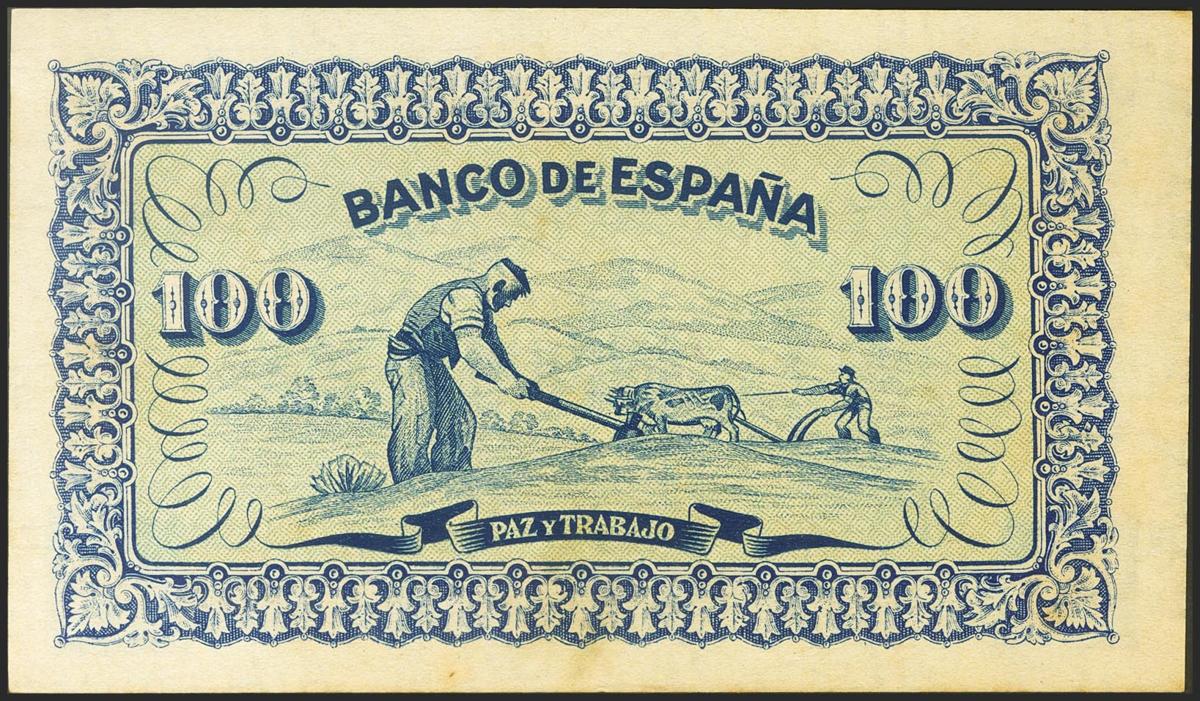 BANCO DE ESPAÑA
100 100
PAZ Y TRABAJO